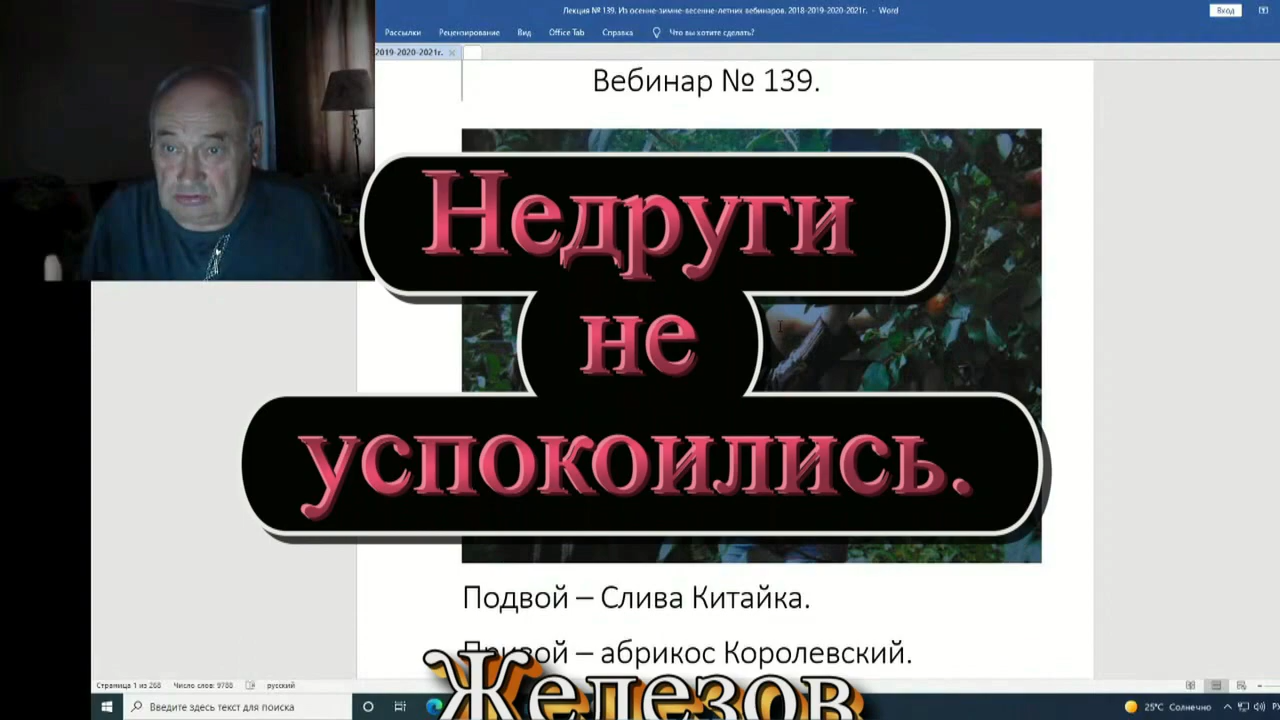 Лекция № 139. Из осенне-зимне-весенне-летних вебинаров. 2018-2019-2020-2021г. - Word
Вход
Рассылки Рецензирование Вид Office Tab Справка Что вы хотите сделать?
2019-2020-2021г.
Вебинар № 139.
Недруги
не
успокоились.
Подвой – Слива Китайка.
Привой – абрикос Королевский.
Железов
Страница 1 из 268 Число слов: 9786 русский
Введите здесь текст для поиска
25°C Солнечно